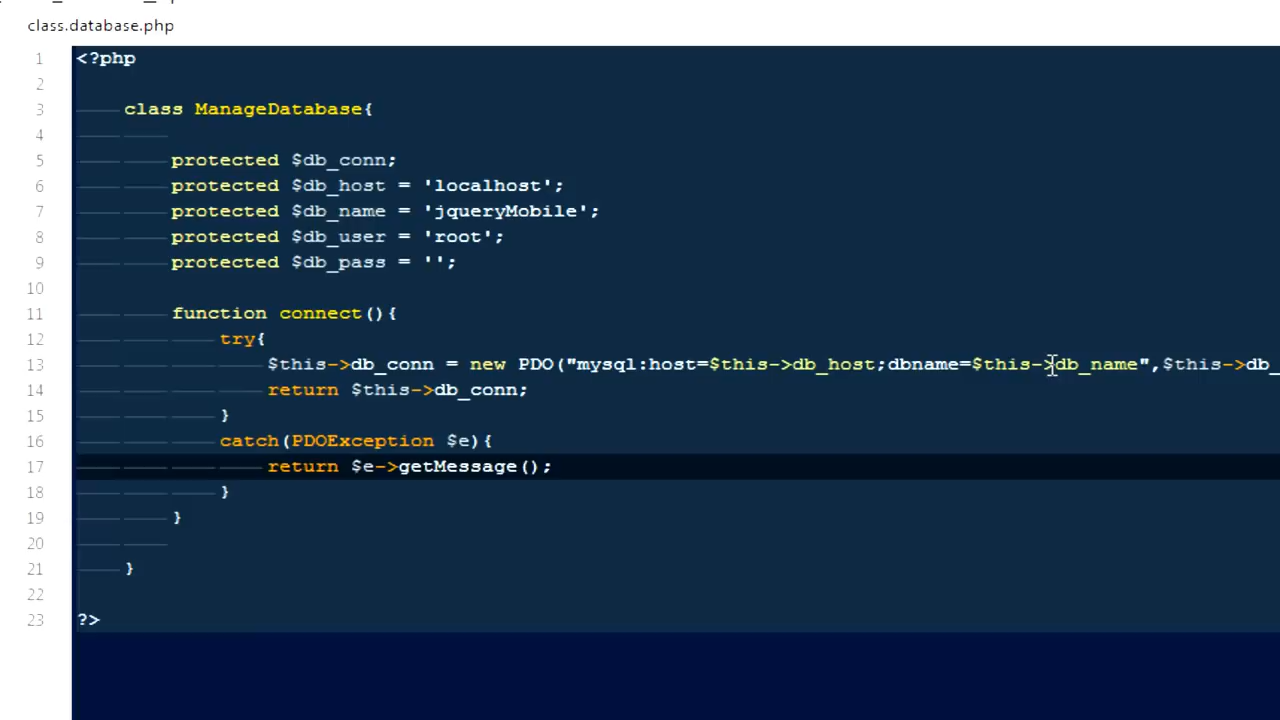 class.database.php
1 <?php
2
3 class ManageDatabase{
4
5 protected $db_conn;
6 protected $db_host = 'localhost';
7 protected $db_name = 'jqueryMobile';
8 protected $db_user = 'root';
9 protected $db_pass = '';
10
11 function connect(){
12 try{
13 $this->db_conn = new PDO("mysql:host=$this->db_host;dbname=$this->db_name",$this->db_
14 return $this->db_conn;
15 }
16 catch(PDOException $e){
17 return $e->getMessage();
18 }
19 }
20
21 }
22
23 ?>